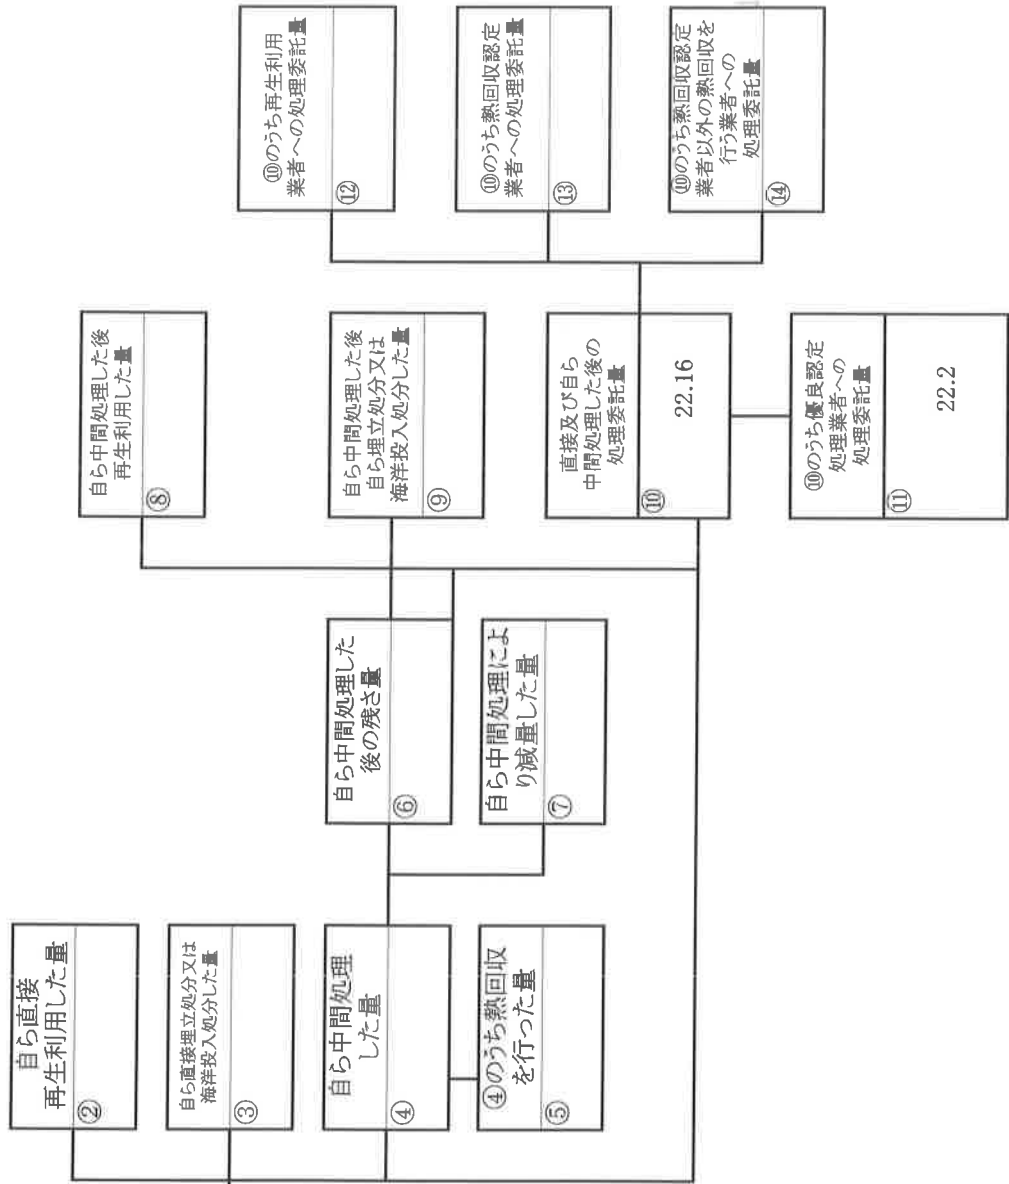 自ら直接
再生利用した量
②
自ら直接埋立処分又は
海洋投入処分した量
③
自ら中間処理
した量
④
④のうち熱回収
を行った量
⑤
自ら中間処理した
後の残さ量
⑥
自ら中間処理によ
り減量した量
⑦
自ら中間処理した後
再生利用した量
⑧
自ら中間処理した後
自ら埋立処分又は
海洋投入処分した量
⑨
直接及び自ら
中間処理した後の
処理委託量
⑩
22.16
⑩のうち優良認定
処理業者への
処理委託量
⑪
22.2
⑩のうち再生利用
業者への処理委託量
⑫
⑩のうち熱回収認定
業者への処理委託量
⑬
⑩のうち熱回収認定
業者以外の熱回収を
行う業者への
処理委託量
⑭